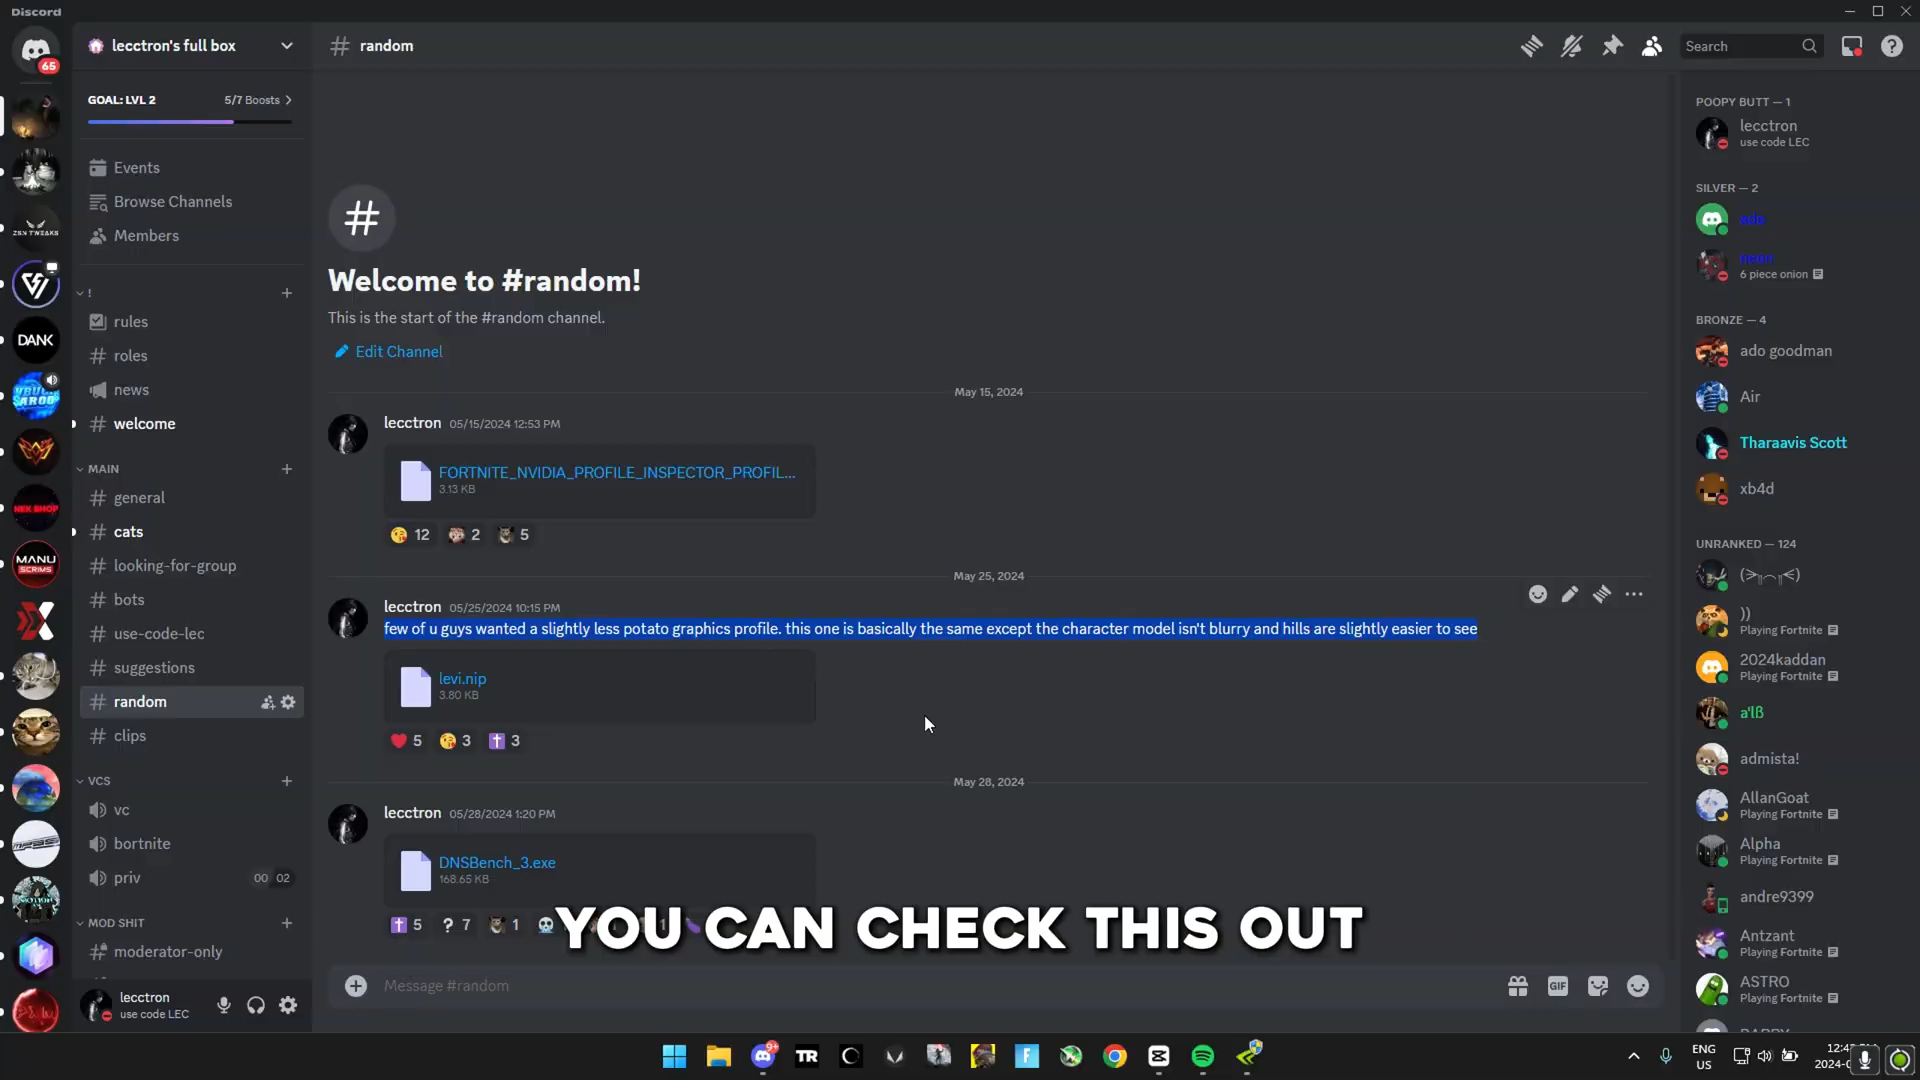 Discord
65
lecctron's full box
# random
Search
GOAL: LVL 2
5/7 Boosts
Events
Browse Channels
Members
!
rules
roles
news
welcome
MAIN
general
cats
looking-for-group
bots
use-code-lec
suggestions
random
clips
VCS
vc
bortnite
priv
00 02
MOD SHIT
moderator-only
lecctron
use code LEC
ZEN TWEAKS
DANK
NEK SHOP
MANU
SCRIMS
#
Welcome to #random!
This is the start of the #random channel.
Edit Channel
May 15, 2024
lecctron 05/15/2024 12:53 PM
FORTNITE_NVIDIA_PROFILE_INSPECTOR_PROFIL...
3.13 KB
12 2 5
May 25, 2024
lecctron 05/25/2024 10:15 PM
few of u guys wanted a slightly less potato graphics profile. this one is basically the same except the character model isn't blurry and hills are slightly easier to see
levi.nip
3.80 KB
5 3 3
May 28, 2024
lecctron 05/28/2024 1:20 PM
DNSBench_3.exe
168.65 KB
5 7 1
YOU CAN CHECK THIS OUT
Message #random
GIF
POOPY BUTT — 1
lecctron
use code LEC
SILVER — 2
6 piece onion
BRONZE — 4
ado goodman
Air
Tharaavis Scott
xb4d
UNRANKED — 124
))
Playing Fortnite
2024kaddan
Playing Fortnite
a'lß
admista!
AllanGoat
Playing Fortnite
Alpha
Playing Fortnite
andre9399
Antzant
Playing Fortnite
ASTRO
Playing Fortnite
9+
TR
F
ENG
US